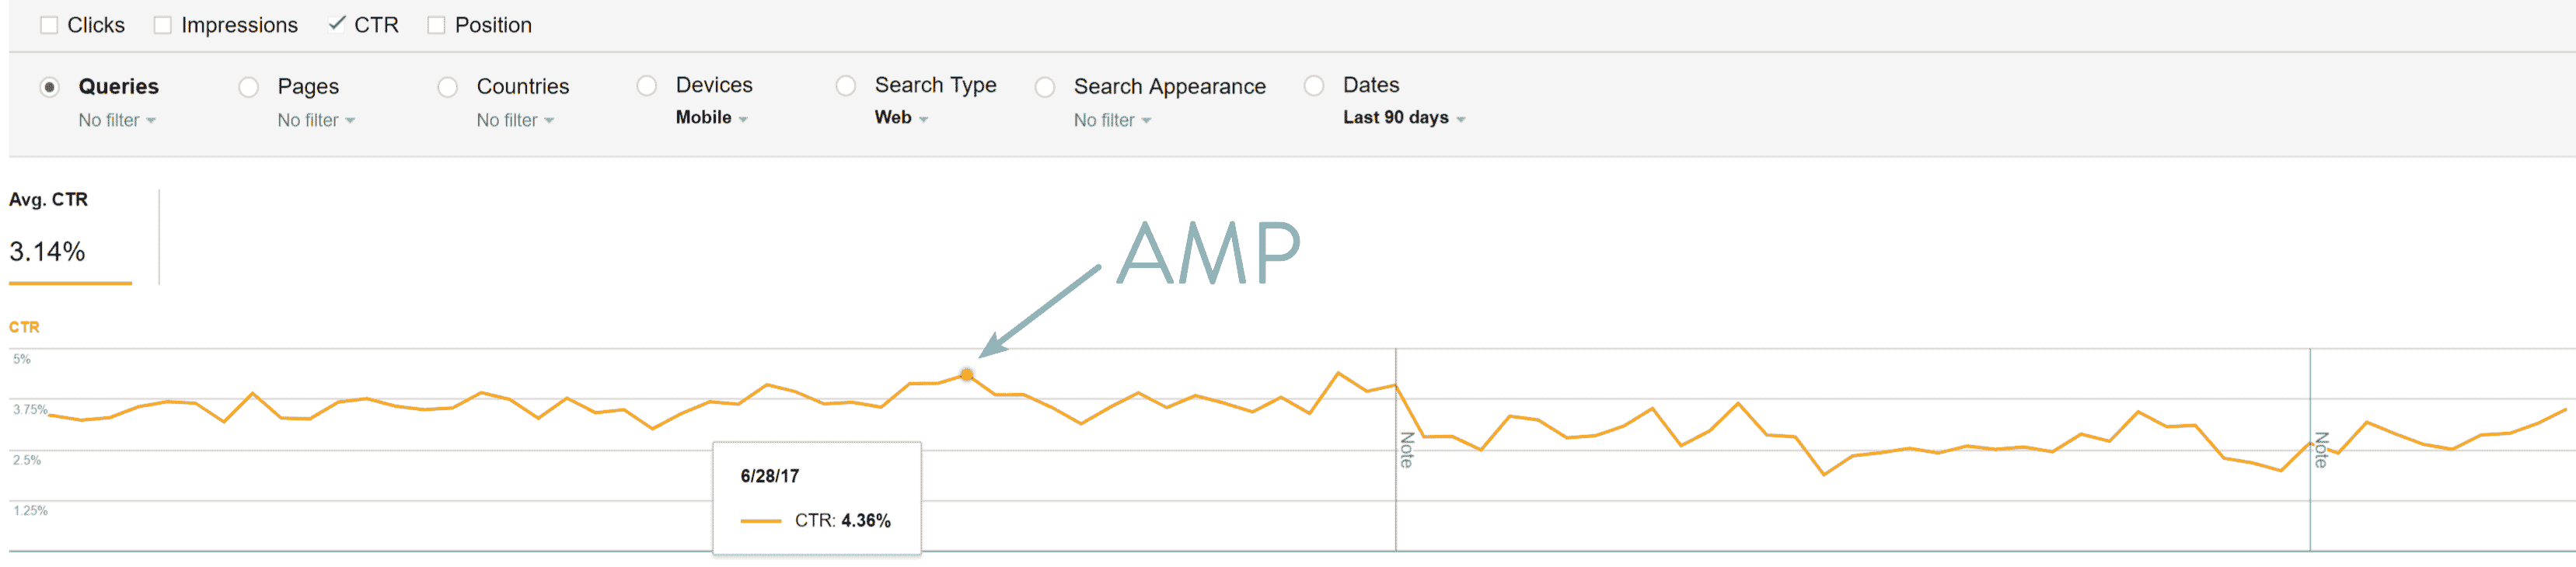 Clicks Impressions CTR Position
Queries Pages Countries Devices Search Type Search Appearance Dates
No filter No filter No filter Mobile Web No filter Last 90 days
Avg. CTR
3.14%
AMP
CTR
5%
3.75%
2.5%
1.25%
Note
Note
6/28/17
CTR: 4.36%